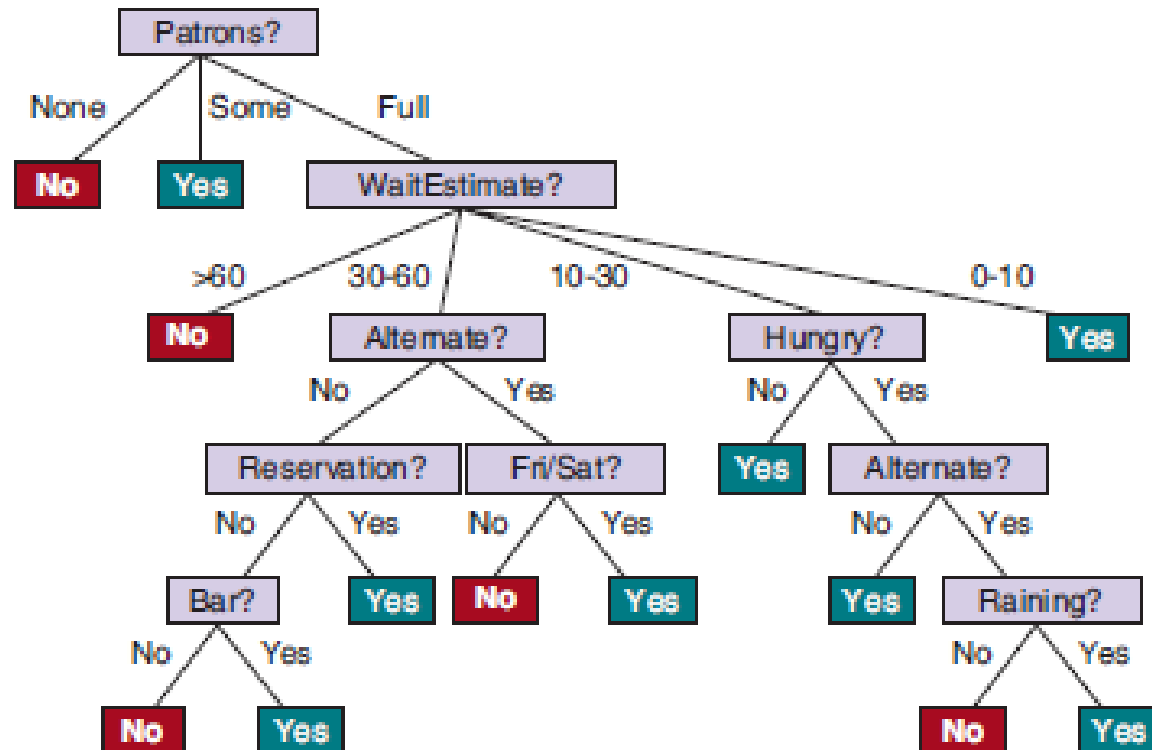 Patrons?
None Some Full
No Yes WaitEstimate?
>60 30-60 10-30 0-10
No Alternate? Hungry? Yes
No Yes No Yes
Reservation? Fri/Sat? Yes Alternate?
No Yes No Yes No Yes
Bar? Yes No Yes Yes Raining?
No Yes No Yes
No Yes No Yes